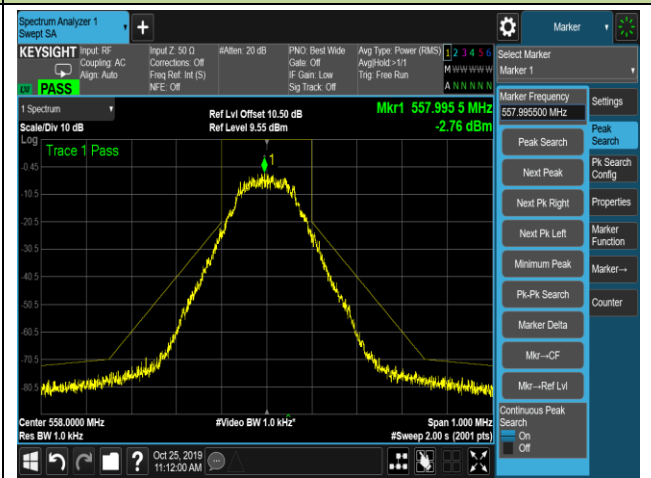 Spectrum Analyzer 1
Swept SA
Marker
KEYSIGHT
Input: RF
Coupling: AC
Align: Auto
Input Z: 50 Ω
Corrections: Off
Freq Ref: Int (S)
NFE: Off
#Atten: 20 dB
PNO: Best Wide
Gate: Off
IF Gain: Low
Sig Track: Off
Avg Type: Power (RMS)
Avg|Hold:>1/1
Trig: Free Run
1 2 3 4 5 6
M W W W W W
A N N N N N
PASS
Select Marker
Marker 1
1 Spectrum
Scale/Div 10 dB
Ref Lvl Offset 10.50 dB
Ref Level 9.55 dBm
Mkr1 557.995 5 MHz
-2.76 dBm
Log
Trace 1 Pass
1
-0.45
-10.5
-20.5
-30.5
-40.5
-50.5
-60.5
-70.5
-80.5
Center 558.0000 MHz
Res BW 1.0 kHz
#Video BW 1.0 kHz*
Span 1.000 MHz
#Sweep 2.00 s (2001 pts)
Marker Frequency
557.995500 MHz
Peak Search
Next Peak
Next Pk Right
Next Pk Left
Minimum Peak
Pk-Pk Search
Marker Delta
Mkr→CF
Mkr→Ref Lvl
Continuous Peak
Search
On
Off
Settings
Peak
Search
Pk Search
Config
Properties
Marker
Function
Marker→
Counter
?
Oct 25, 2019
11:12:00 AM